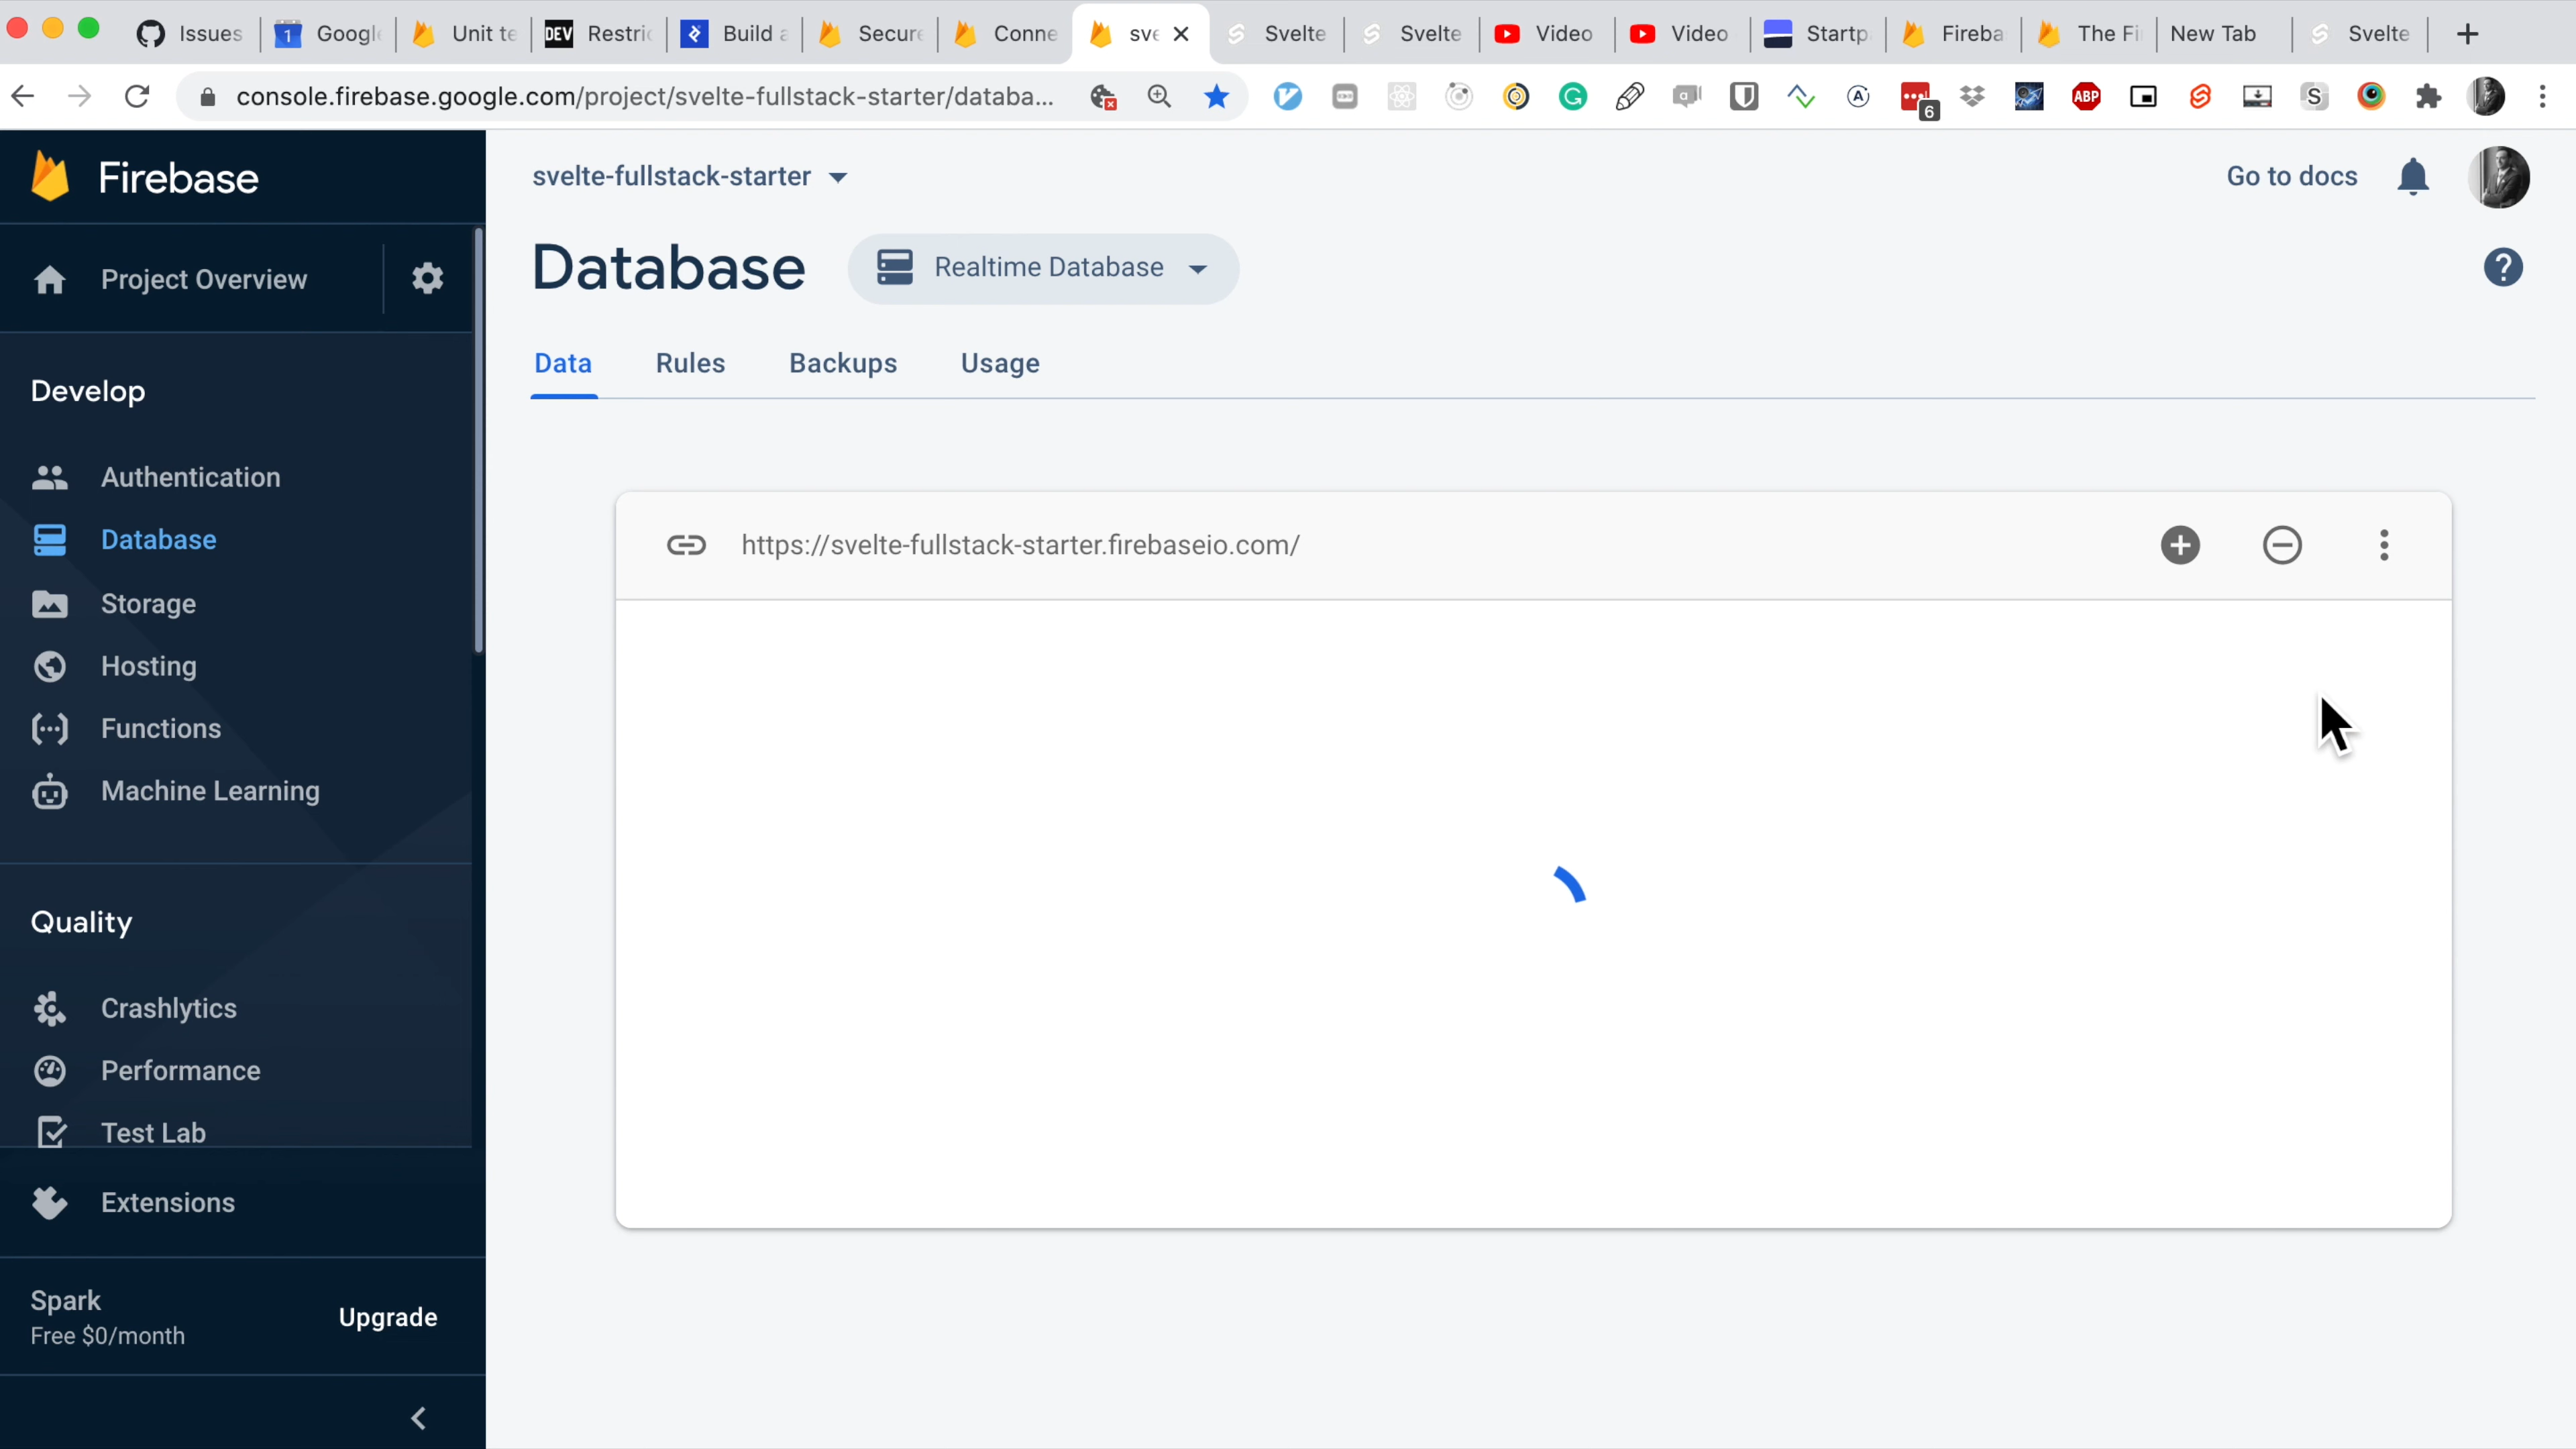 Issues
Googl
Unit te
DEV Restric
Build a
Secure
Conne
sve
Svelte
Svelte
Video
Video
Startp
Fireba
The Fi
New Tab
Svelte
console.firebase.google.com/project/svelte-fullstack-starter/databa...
6
ABP
Firebase
svelte-fullstack-starter
Go to docs
Project Overview
Database
Realtime Database
Data
Rules
Backups
Usage
Develop
Authentication
Database
Storage
Hosting
Functions
Machine Learning
https://svelte-fullstack-starter.firebaseio.com/
Quality
Crashlytics
Performance
Test Lab
Extensions
Spark
Free $0/month
Upgrade